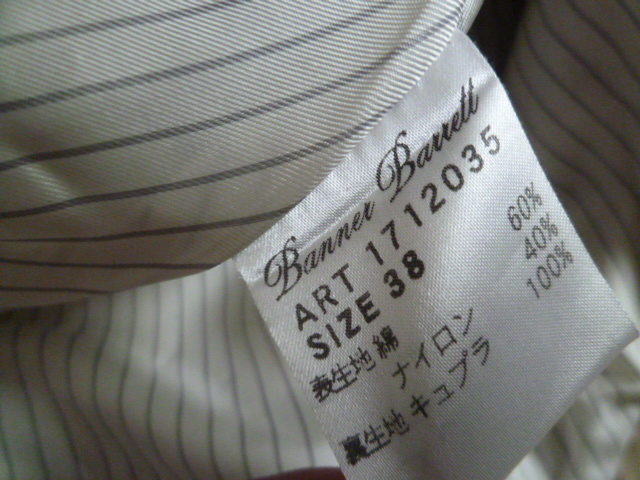 Banner Barrett
ART 1712035
SIZE 38
表生地 綿 60%
ナイロン 40%
裏生地 キュプラ 100%